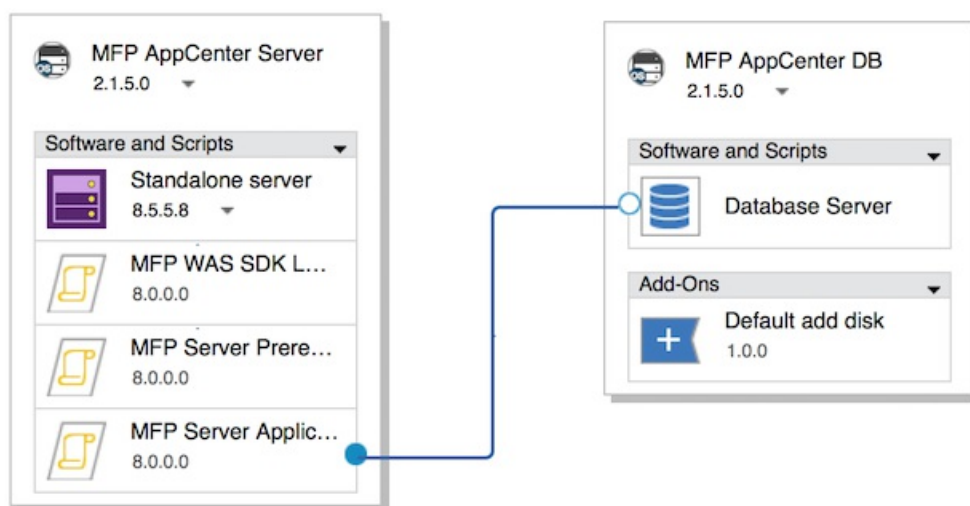 MFP AppCenter Server
2.1.5.0
Software and Scripts
Standalone server
8.5.5.8
MFP WAS SDK L...
8.0.0.0
MFP Server Prere...
8.0.0.0
MFP Server Applic...
8.0.0.0
MFP AppCenter DB
2.1.5.0
Software and Scripts
Database Server
Add-Ons
Default add disk
1.0.0